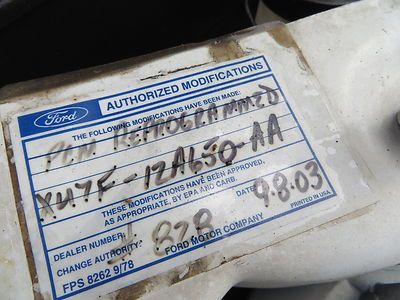 Ford
AUTHORIZED MODIFICATIONS
THE FOLLOWING MODIFICATIONS HAVE BEEN MADE:
PCM REPROGRAMMED
XU7F-12A650-AA
THESE MODIFICATIONS HAVE BEEN APPROVED,
AS APPROPRIATE, BY EPA AND CARB.
DATE: 9.8.03
DEALER NUMBER:
CHANGE AUTHORITY: 828
FORD MOTOR COMPANY
FPS 8262 9/78
PRINTED IN U.S.A.